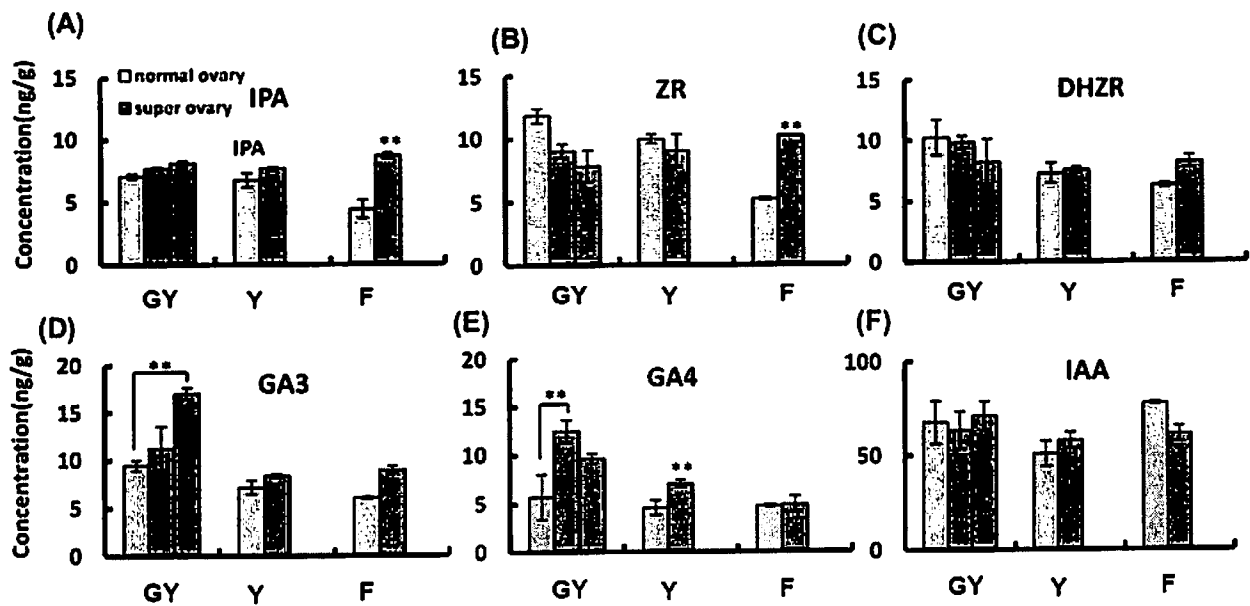 (A)
15
10
5
0
Concentration(ng/g)
normal ovary
super ovary
IPA
IPA
**
GY Y F
(B)
15
10
5
0
ZR
**
GY Y F
(C)
15
10
5
0
DHZR
GY Y F
(D)
20
15
10
5
0
Concentration(ng/g)
**
GA3
GY Y F
(E)
20
15
10
5
0
**
GA4
**
GY Y F
(F)
100
50
0
IAA
GY Y F